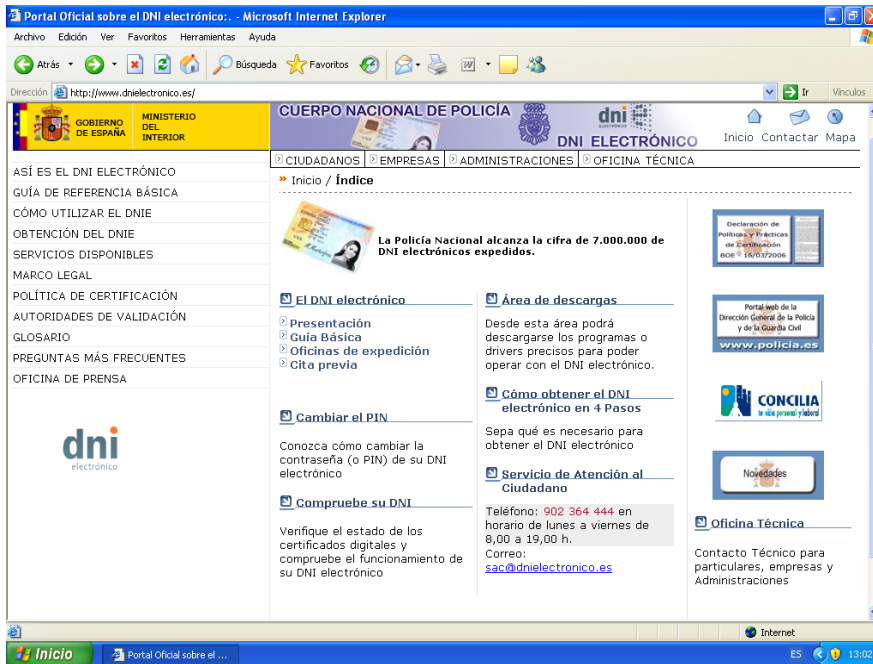 Portal Oficial sobre el DNI electrónico:. - Microsoft Internet Explorer
Archivo Edición Ver Favoritos Herramientas Ayuda
Atrás Búsqueda Favoritos
Dirección http://www.dnielectronico.es/ Ir Vínculos
GOBIERNO DE ESPAÑA
MINISTERIO DEL INTERIOR
CUERPO NACIONAL DE POLICÍA
dni electrónico
DNI ELECTRÓNICO
Inicio Contactar Mapa
CIUDADANOS EMPRESAS ADMINISTRACIONES OFICINA TÉCNICA
» Inicio / Índice
ASÍ ES EL DNI ELECTRÓNICO
GUÍA DE REFERENCIA BÁSICA
CÓMO UTILIZAR EL DNIE
OBTENCIÓN DEL DNIE
SERVICIOS DISPONIBLES
MARCO LEGAL
POLÍTICA DE CERTIFICACIÓN
AUTORIDADES DE VALIDACIÓN
GLOSARIO
PREGUNTAS MÁS FRECUENTES
OFICINA DE PRENSA
dni
electrónico
La Policía Nacional alcanza la cifra de 7.000.000 de
DNI electrónicos expedidos.
El DNI electrónico
Presentación
Guía Básica
Oficinas de expedición
Cita previa
Cambiar el PIN
Conozca cómo cambiar la
contraseña (o PIN) de su DNI
electrónico
Compruebe su DNI
Verifique el estado de los
certificados digitales y
compruebe el funcionamiento de
su DNI electrónico
Área de descargas
Desde esta área podrá
descargarse los programas o
drivers precisos para poder
operar con el DNI electrónico.
Cómo obtener el DNI
electrónico en 4 Pasos
Sepa qué es necesario para
obtener el DNI electrónico
Servicio de Atención al
Ciudadano
Teléfono: 902 364 444 en
horario de lunes a viernes de
8,00 a 19,00 h.
Correo:
sac@dnielectronico.es
Declaración de
Políticas y Prácticas
de Certificación
BOE 16/03/2006
Portal web de la
Dirección General de la Policía
y de la Guardia Civil
www.policia.es
CONCILIA
tu vida personal y laboral
Novedades
Oficina Técnica
Contacto Técnico para
particulares, empresas y
Administraciones
Internet
Inicio Portal Oficial sobre el ... ES 13:02